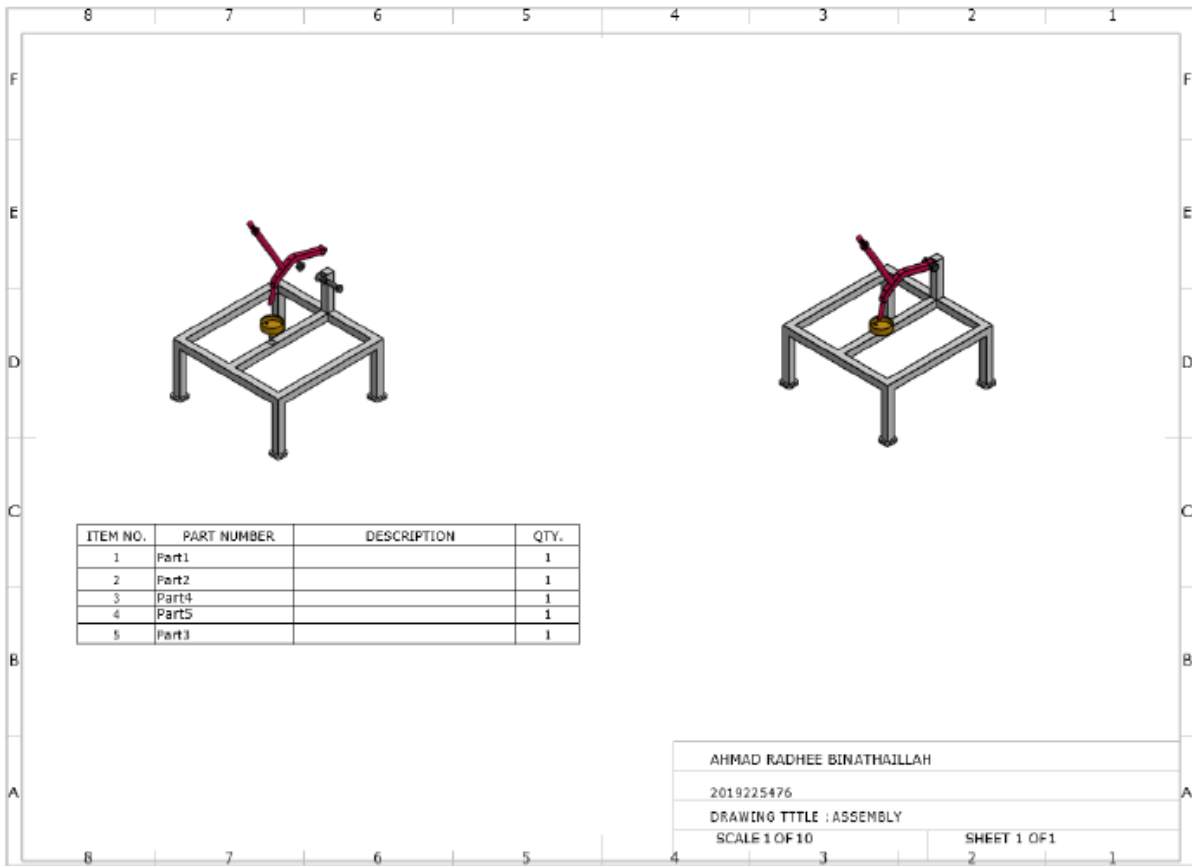 8 7 6 5 4 3 2 1
F F
E E
D D
C C
ITEM NO. PART NUMBER DESCRIPTION QTY.
1 Part1 1
2 Part2 1
3 Part4 1
4 Part5 1
5 Part3 1
B B
AHMAD RADHEE BINATHAILLAH
2019225476
A A
DRAWING TTTLE : ASSEMBLY
SCALE 1 OF 10 SHEET 1 OF1
8 7 6 5 4 3 2 1